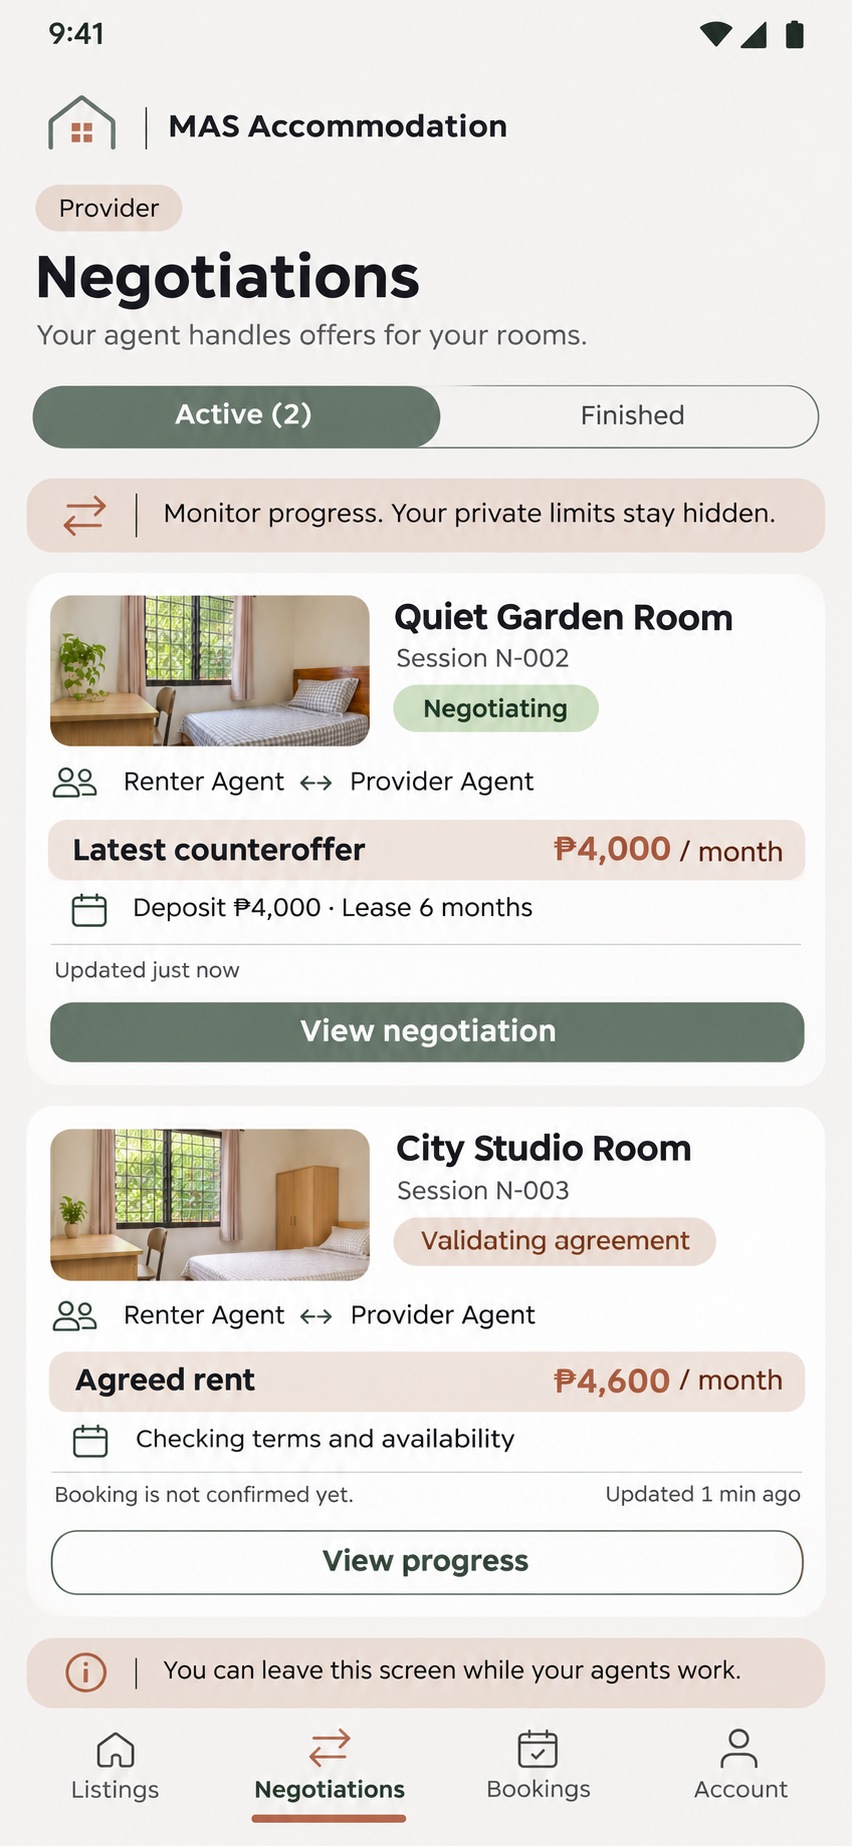 9:41
MAS Accommodation
Provider
Negotiations
Your agent handles offers for your rooms.
Active (2)
Finished
Monitor progress. Your private limits stay hidden.
Quiet Garden Room
Session N-002
Negotiating
Renter Agent ↔ Provider Agent
Latest counteroffer ₱4,000 / month
Deposit ₱4,000 · Lease 6 months
Updated just now
View negotiation
City Studio Room
Session N-003
Validating agreement
Renter Agent ↔ Provider Agent
Agreed rent ₱4,600 / month
Checking terms and availability
Booking is not confirmed yet. Updated 1 min ago
View progress
You can leave this screen while your agents work.
Listings Negotiations Bookings Account